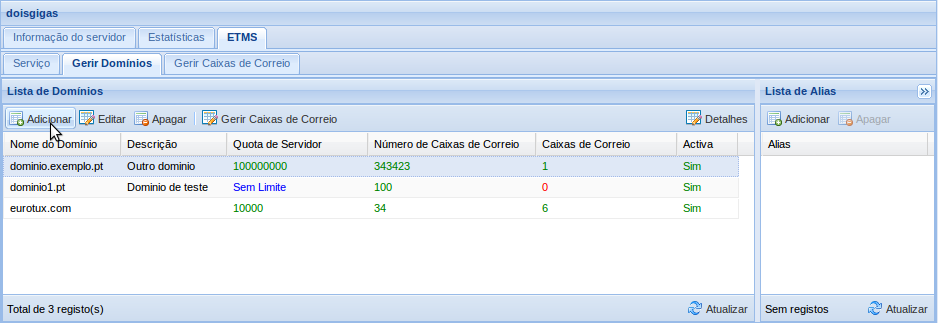 doisgigas
Informação do servidor Estatísticas ETMS
Serviço Gerir Domínios Gerir Caixas de Correio
Lista de Domínios Lista de Alias
Adicionar Editar Apagar Gerir Caixas de Correio Detalhes Adicionar Apagar
Nome do Domínio Descrição Quota de Servidor Número de Caixas de Correio Caixas de Correio Activa Alias
dominio.exemplo.pt Outro dominio 100000000 343423 1 Sim
dominio1.pt Dominio de teste Sem Limite 100 0 Sim
eurotux.com 10000 34 6 Sim
Total de 3 registo(s) Atualizar Sem registos Atualizar